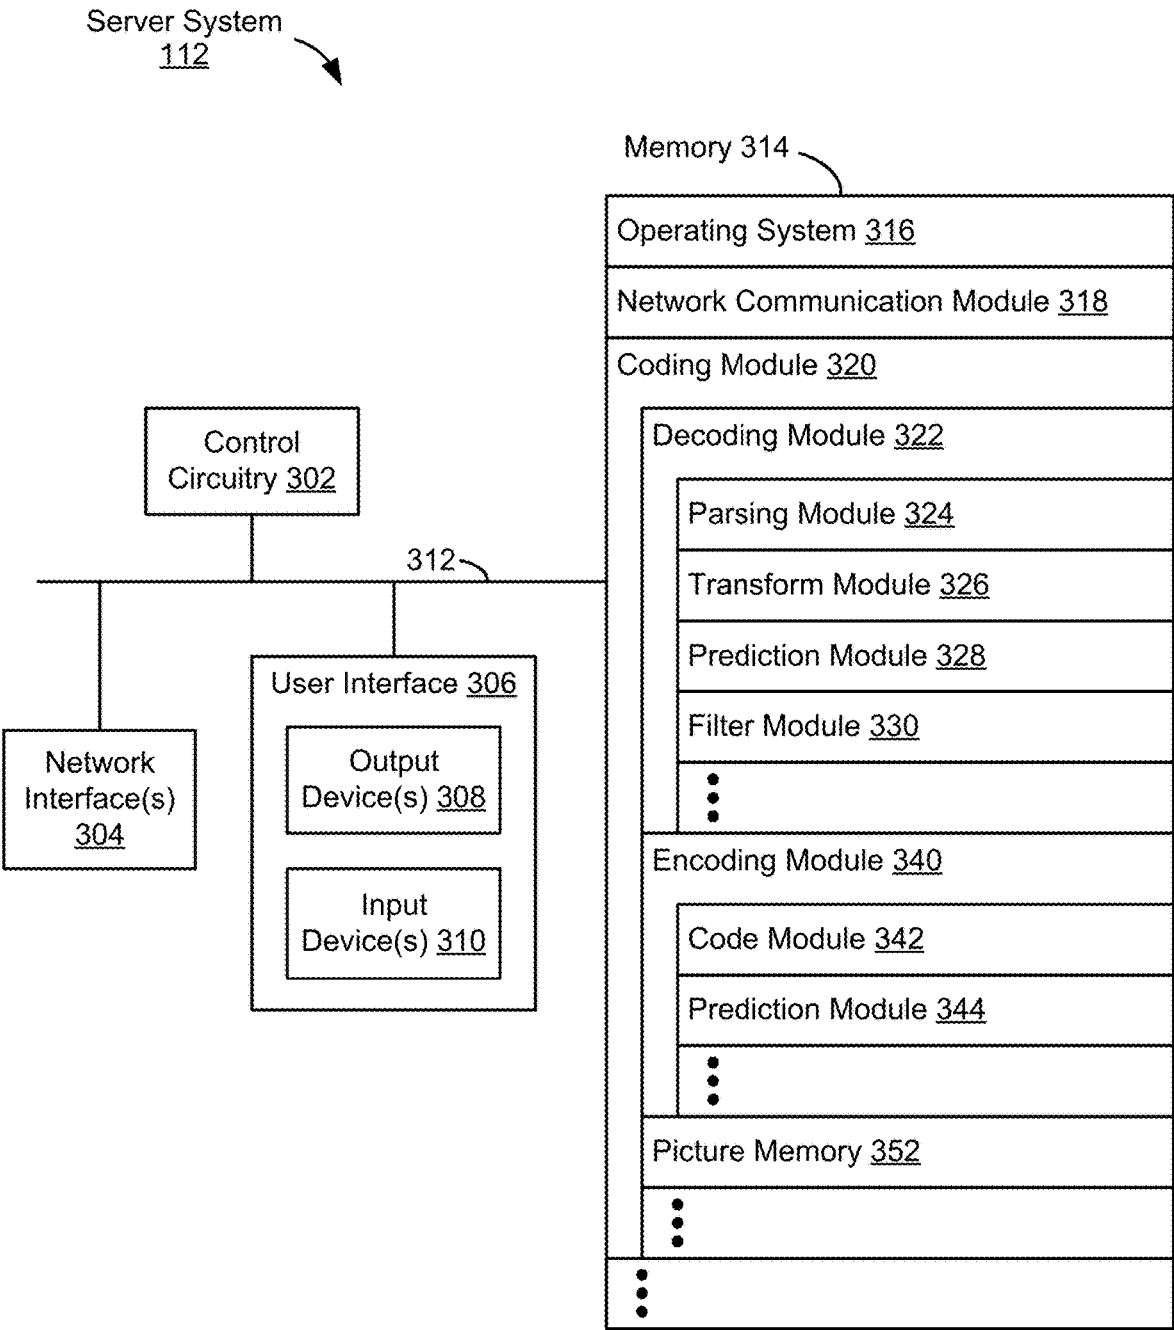 Server System
112
Memory 314
Operating System 316
Network Communication Module 318
Coding Module 320
Decoding Module 322
Parsing Module 324
Transform Module 326
Prediction Module 328
Filter Module 330
Encoding Module 340
Code Module 342
Prediction Module 344
Picture Memory 352
Control
Circuitry 302
312
Network
Interface(s)
304
User Interface 306
Output
Device(s) 308
Input
Device(s) 310